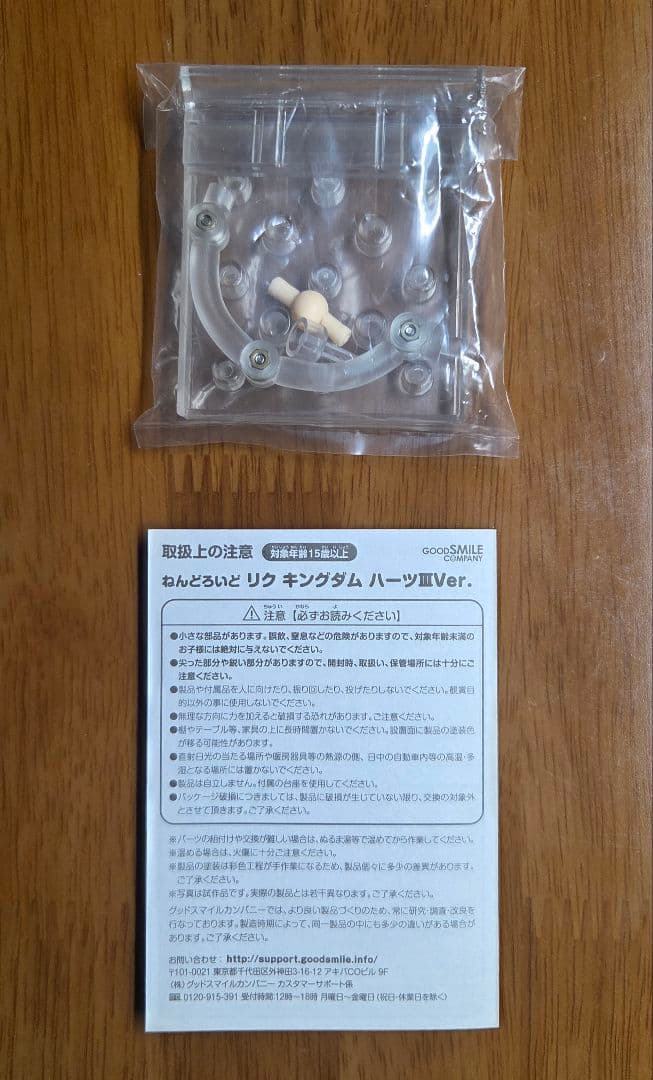 取扱上の注意 対象年齢15歳以上
GOODSMILE
COMPANY
ねんどろいど リク キングダム ハーツⅢVer.
⚠注意【必ずお読みください】
●小さな部品があります。誤飲、窒息などの危険がありますので、対象年齢未満の
お子様には絶対に与えないでください。
●尖った部分や鋭い部分がありますので、開封時、取扱い、保管場所には十分にご
注意ください。
●製品や付属品を人に向けたり、振り回したり、投げたりしないでください。観賞目
的以外の事に使用しないでください。
●無理な方向に力を加えると破損する恐れがあります。ご注意ください。
●棚やテーブル等、家具の上に長時間置かないでください。設置面に製品の塗装色
が移る可能性があります。
●直射日光の当たる場所や暖房器具等の熱源の側、日中の自動車内等の高温・多
湿となる場所には置かないでください。
●製品は自立しません。付属の台座を使用してください。
●パッケージ破損につきましては、製品に破損が生じていない限り、交換の対象外
とさせて頂きます。ご了承ください。
※パーツの組付けや交換が難しい場合は、ぬるま湯等で温めてから作業してください。
※温める場合は、火傷に十分ご注意ください。
※製品の塗装は彩色工程が手作業になるため、製品個々に多少の差異があります。
ご了承ください。
※写真は試作品です。実際の製品とは若干異なります。ご了承ください。
グッドスマイルカンパニーでは、より良い製品づくりのため、常に研究・調査・改良を
行なっております。製造時期によって、同一製品の中にも多少の違いがある場合が
あります。ご了承ください。
お問い合わせ：http://support.goodsmile.info/
〒101-0021 東京都千代田区外神田3-16-12 アキバCOビル 9F
（株）グッドスマイルカンパニー カスタマーサポート係
0120-915-391 受付時間:12時～18時 月曜日～金曜日（祝日・休業日を除く）